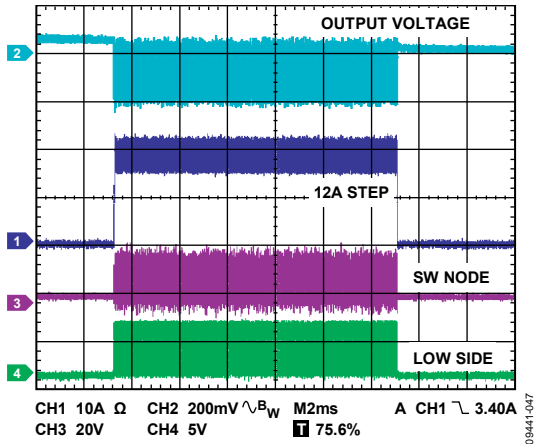 OUTPUT VOLTAGE
2
12A STEP
1
SW NODE
3
LOW SIDE
4
CH1 10A Ω CH2 200mV ∿BW M2ms A CH1 ⁊ 3.40A
CH3 20V CH4 5V T 75.6%
09441-047